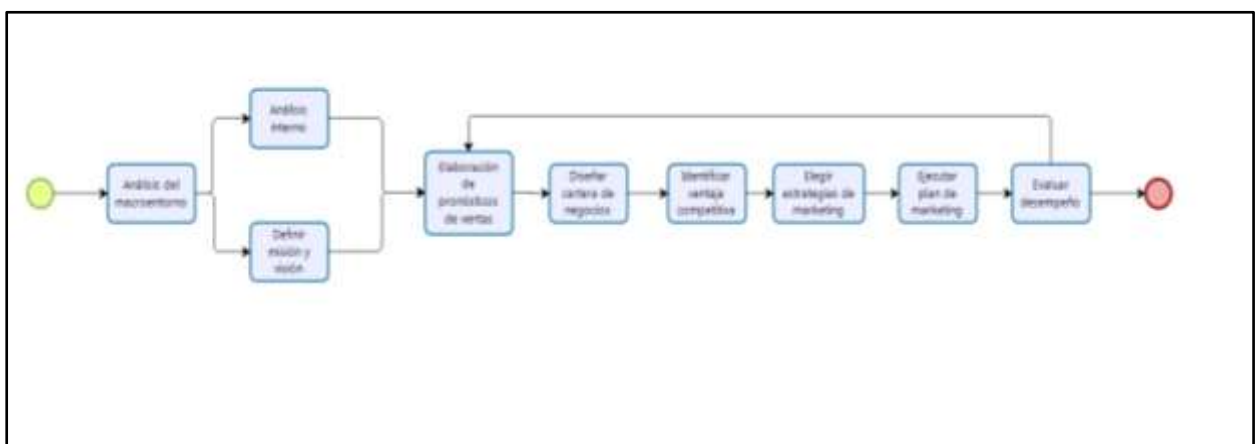 Análisis del
macroentorno
Análisis
interno
Definir
misión y
visión
Elaboración
de
pronósticos
de ventas
Diseñar
cartera de
negocios
Identificar
ventaja
competitiva
Elegir
estrategias de
marketing
Ejecutar
plan de
marketing
Evaluar
desempeño